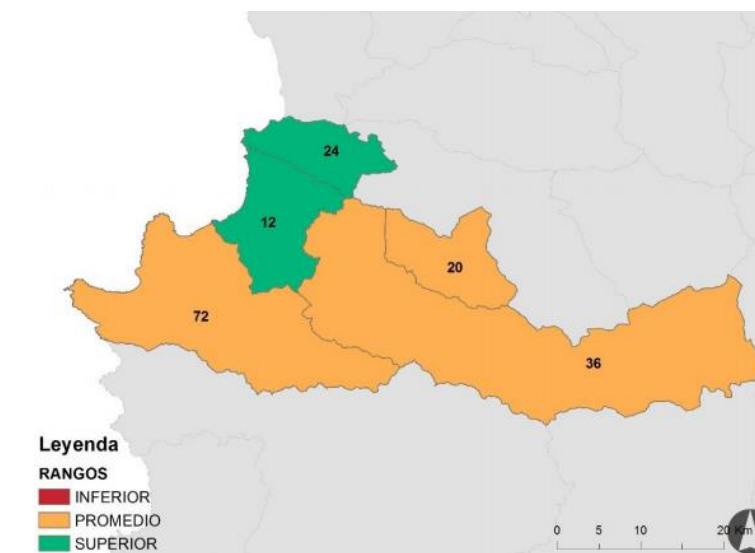 24
12
20
72
36
Leyenda
RANGOS
INFERIOR
PROMEDIO
SUPERIOR
0 5 10 20 Km